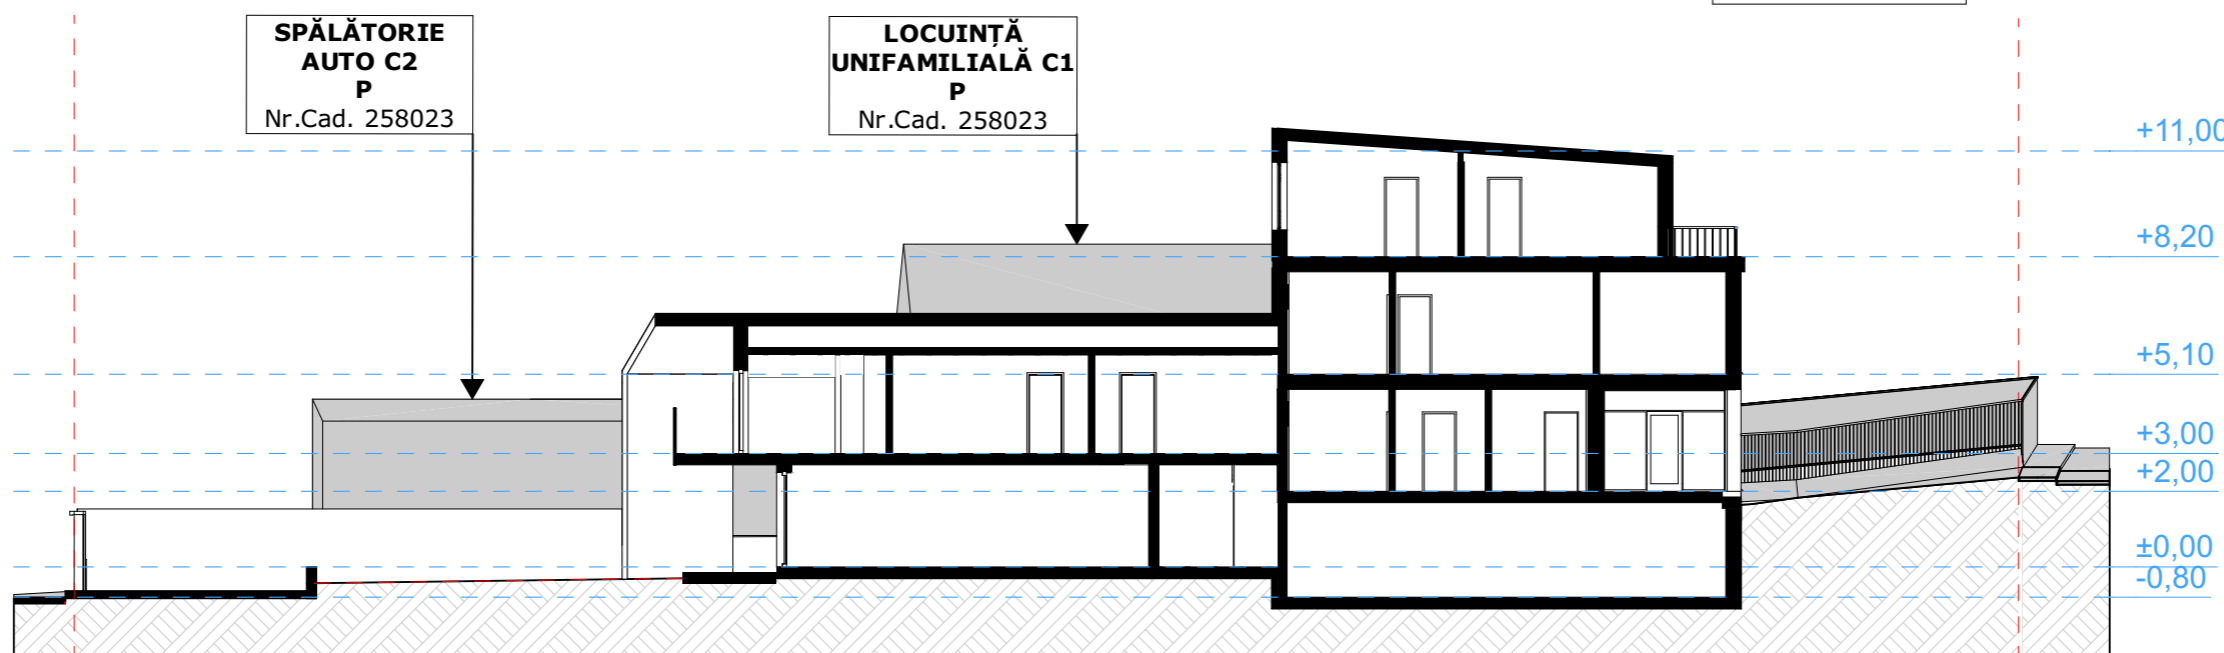 SPĂLĂTORIE
AUTO C2
P
Nr.Cad. 258023
LOCUINȚĂ
UNIFAMILIALĂ C1
P
Nr.Cad. 258023
+11,00
+8,20
+5,10
+3,00
+2,00
±0,00
-0,80